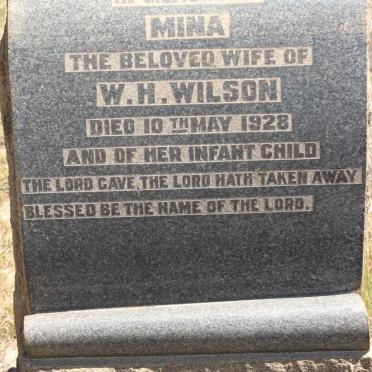 MINA
THE BELOVED WIFE OF
W.H. WILSON
DIED 10TH MAY 1928
AND OF HER INFANT CHILD
THE LORD GAVE, THE LORD HATH TAKEN AWAY
BLESSED BE THE NAME OF THE LORD.